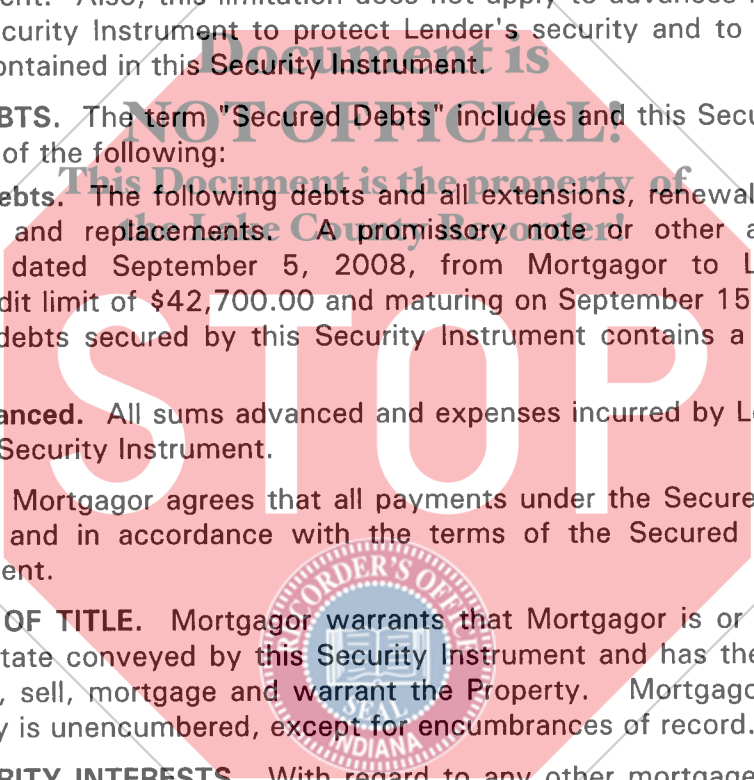 ent. Also, this limitation does not apply to advances
curity Instrument to protect Lender's security and to
ontained in this Security Instrument.
Document is
NOT OFFICIAL!
This Document is the property of
the Lake County Recorder!
BTS. The term "Secured Debts" includes and this Secu
of the following:
ebts. The following debts and all extensions, renewal
and replacements. A promissory note or other a
dated September 5, 2008, from Mortgagor to L
dit limit of $42,700.00 and maturing on September 15
debts secured by this Security Instrument contains a
STOP
anced. All sums advanced and expenses incurred by L
Security Instrument.
Mortgagor agrees that all payments under the Secure
and in accordance with the terms of the Secured
ent.
RECORDER'S OFFICE
SEAL
INDIANA
OF TITLE. Mortgagor warrants that Mortgagor is or
tate conveyed by this Security Instrument and has the
, sell, mortgage and warrant the Property. Mortgago
y is unencumbered, except for encumbrances of record.
RITY INTERESTS. With regard to any other mortgage